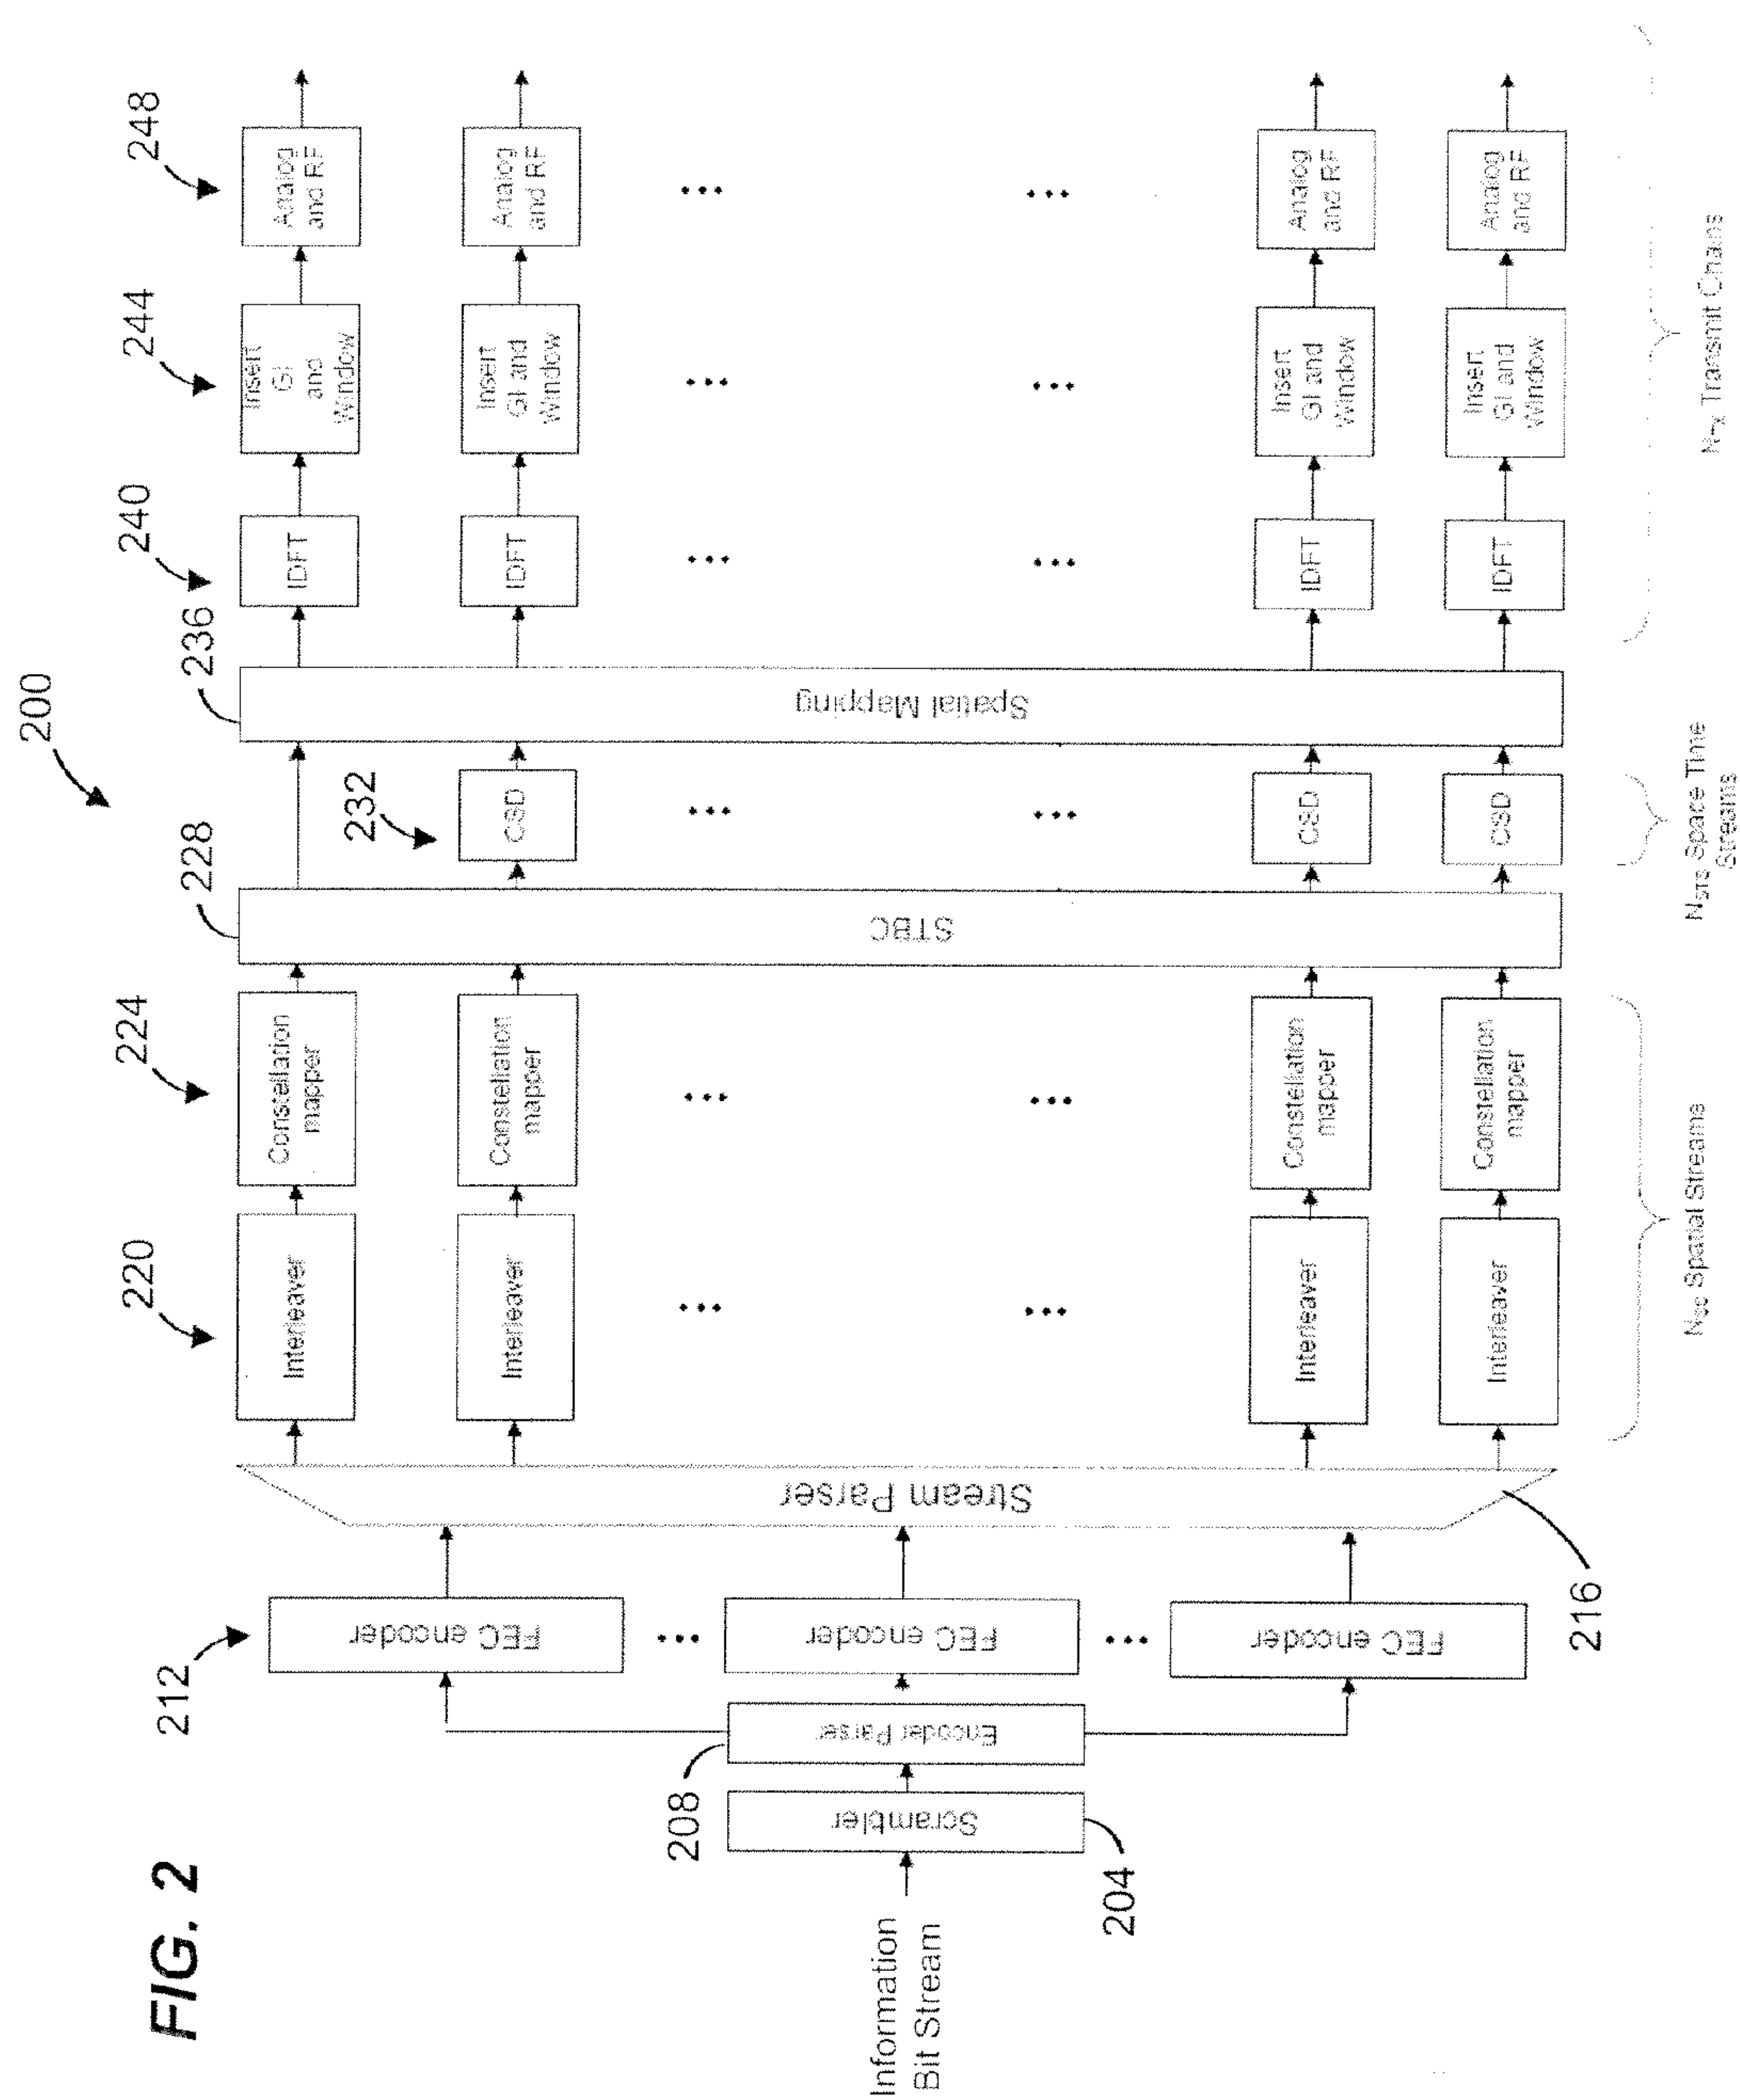 FIG. 2
200
Information
Bit Stream
Scrambler
204
Encoder Parser
208
212
FEC encoder
FEC encoder
FEC encoder
Stream Parser
216
220
Interleaver
Interleaver
Interleaver
Interleaver
224
Constellation
mapper
Constellation
mapper
Constellation
mapper
Constellation
mapper
N_SS Spatial Streams
STBC
228
232
CSD
CSD
CSD
N_STS Space Time
Streams
Spatial Mapping
236
240
IDFT
IDFT
IDFT
IDFT
244
Insert
GI
and
Window
Insert
GI and
Window
Insert
GI and
Window
Insert
GI and
Window
248
Analog
and RF
Analog
and RF
Analog
and RF
Analog
and RF
N_TX Transmit Chains